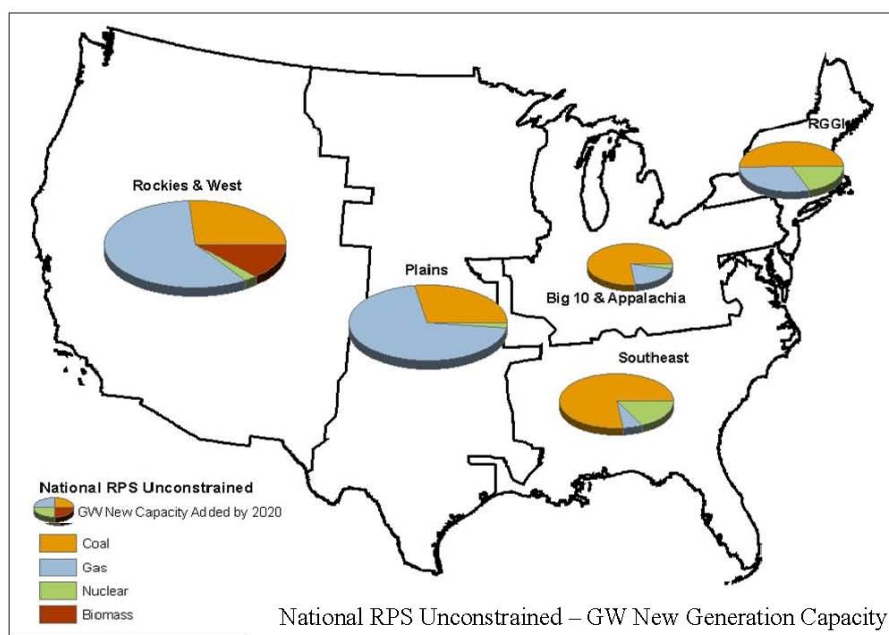 RGGI
Rockies & West
Plains
Big 10 & Appalachia
Southeast
National RPS Unconstrained
GW New Capacity Added by 2020
Coal
Gas
Nuclear
Biomass
National RPS Unconstrained – GW New Generation Capacity